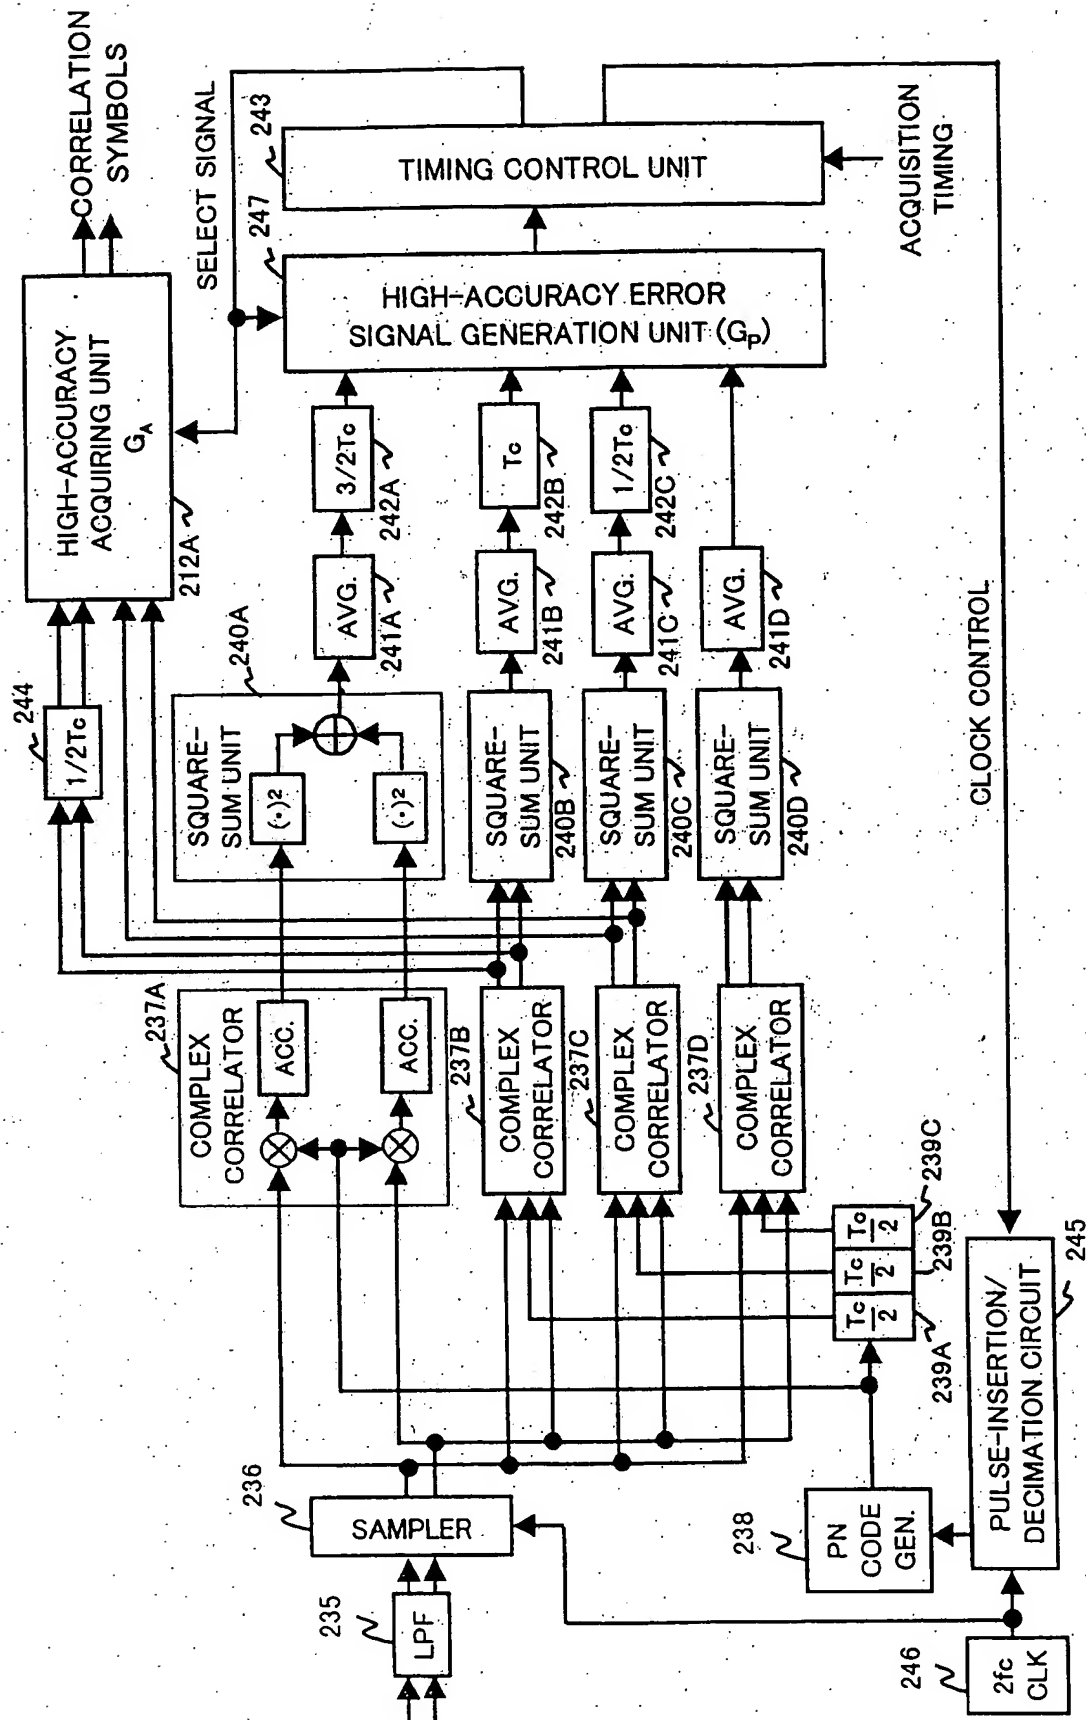 CORRELATION
SYMBOLS
HIGH-ACCURACY
ACQUIRING UNIT
GA
212A
SELECT SIGNAL
244
1/2Tc
247
243
HIGH-ACCURACY ERROR
SIGNAL GENERATION UNIT (GP)
TIMING CONTROL UNIT
ACQUISITION
TIMING
237A
COMPLEX
CORRELATOR
ACC.
ACC.
240A
SQUARE-
SUM UNIT
(·)²
(·)²
AVG.
241A
3/2Tc
242A
237B
COMPLEX
CORRELATOR
SQUARE-
SUM UNIT
240B
AVG.
241B
Tc
242B
237C
COMPLEX
CORRELATOR
SQUARE-
SUM UNIT
240C
AVG.
241C
1/2Tc
242C
237D
COMPLEX
CORRELATOR
SQUARE-
SUM UNIT
240D
AVG.
241D
235
LPF
236
SAMPLER
238
PN
CODE
GEN.
Tc/2
Tc/2
Tc/2
239A
239B
239C
CLOCK CONTROL
246
2fc
CLK
PULSE-INSERTION/
DECIMATION CIRCUIT
245